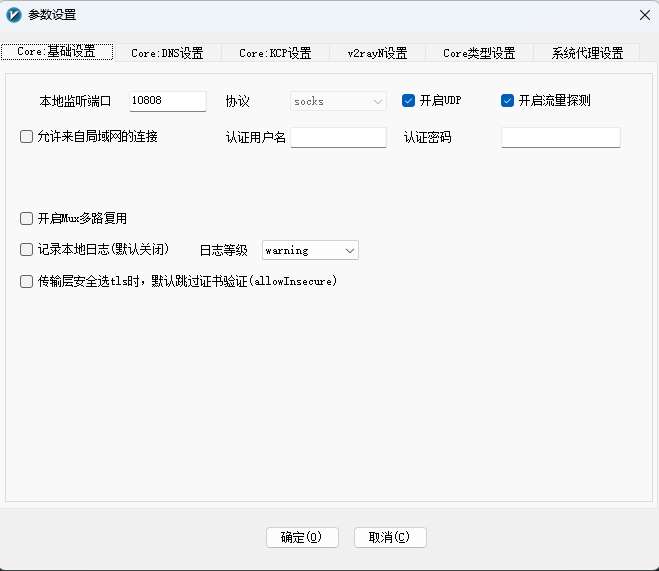 参数设置
Core:基础设置 Core:DNS设置 Core:KCP设置 v2rayN设置 Core类型设置 系统代理设置
本地监听端口 10808 协议 socks 开启UDP 开启流量探测
允许来自局域网的连接 认证用户名 认证密码
开启Mux多路复用
记录本地日志(默认关闭) 日志等级 warning
传输层安全选tls时，默认跳过证书验证(allowInsecure)
确定(O) 取消(C)